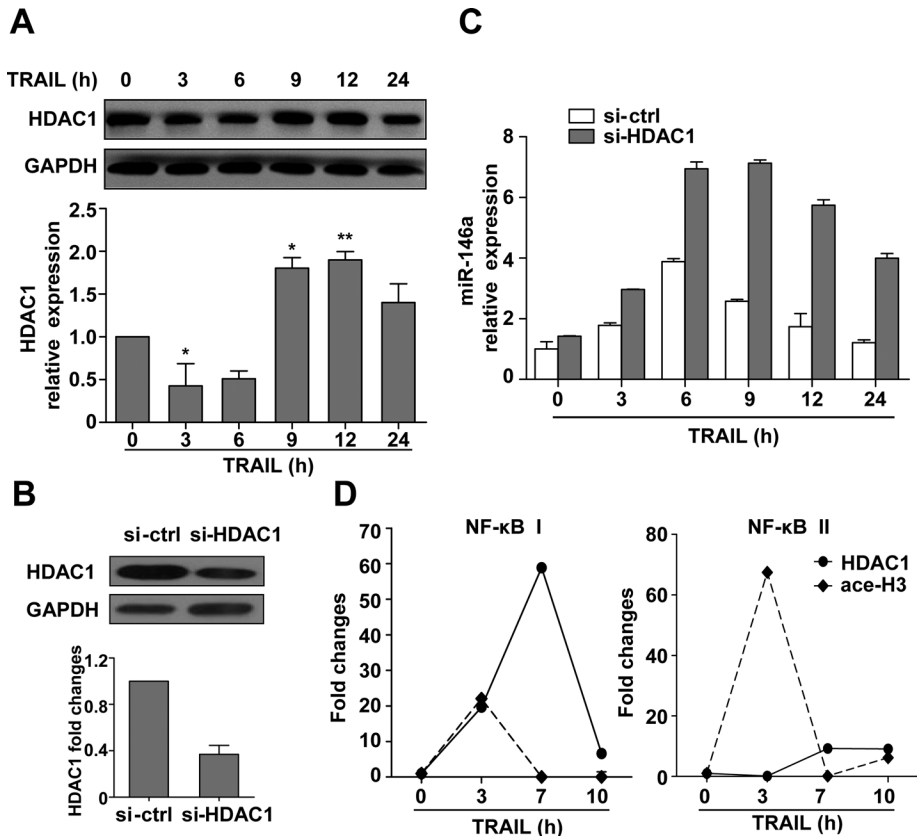 A
TRAIL (h) 0 3 6 9 12 24
HDAC1
GAPDH
HDAC1
relative expression
2.5
2.0
1.5
1.0
0.5
0
* * **
0 3 6 9 12 24
TRAIL (h)
B
si-ctrl si-HDAC1
HDAC1
GAPDH
HDAC1 fold changes
1.2
0.8
0.4
0
si-ctrl si-HDAC1
C
si-ctrl
si-HDAC1
miR-146a
relative expression
8
6
4
2
0
0 3 6 9 12 24
TRAIL (h)
D
NF-κB I
Fold changes
70
60
50
40
30
20
10
0
0 3 7 10
TRAIL (h)
NF-κB II
HDAC1
ace-H3
Fold changes
80
60
40
20
0
0 3 7 10
TRAIL (h)